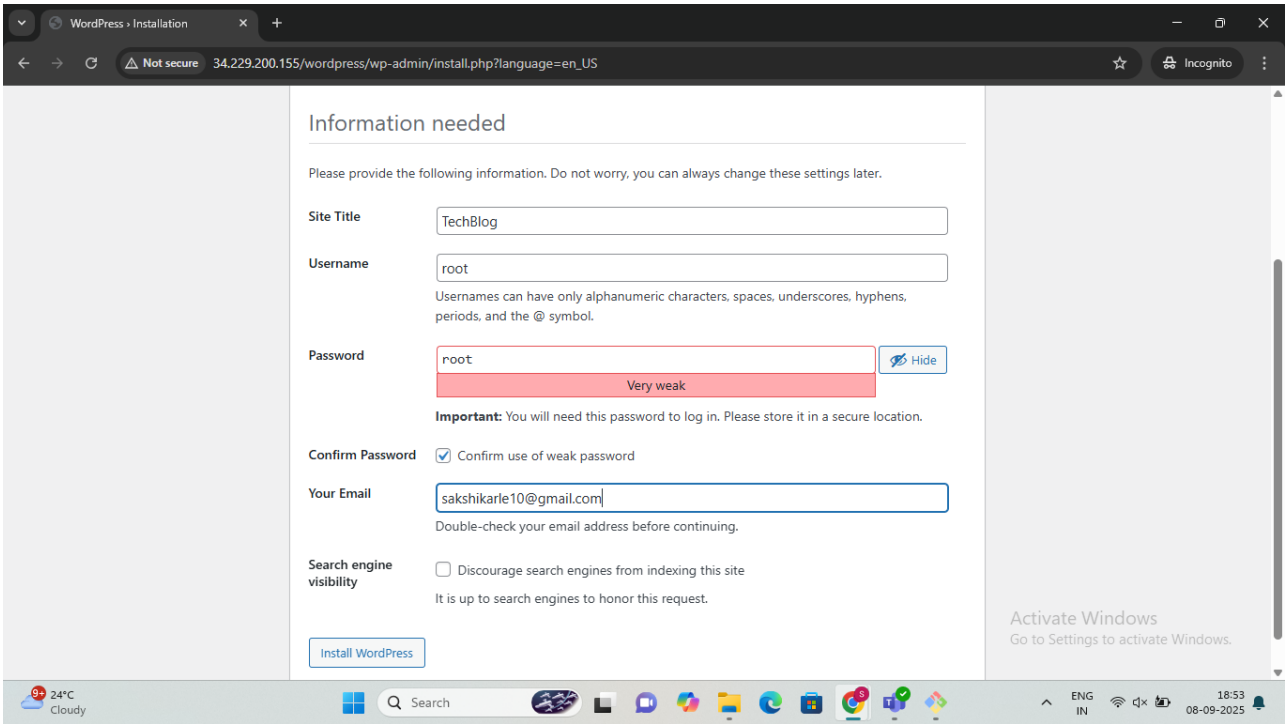 WordPress › Installation
Not secure 34.229.200.155/wordpress/wp-admin/install.php?language=en_US Incognito
Information needed
Please provide the following information. Do not worry, you can always change these settings later.
Site Title TechBlog
Username root
Usernames can have only alphanumeric characters, spaces, underscores, hyphens,
periods, and the @ symbol.
Password root Hide
Very weak
Important: You will need this password to log in. Please store it in a secure location.
Confirm Password Confirm use of weak password
Your Email sakshikarle10@gmail.com
Double-check your email address before continuing.
Search engine
visibility Discourage search engines from indexing this site
It is up to search engines to honor this request.
Activate Windows
Go to Settings to activate Windows.
Install WordPress
9+ 24°C
Cloudy
Search
S
ENG
IN
18:53
08-09-2025